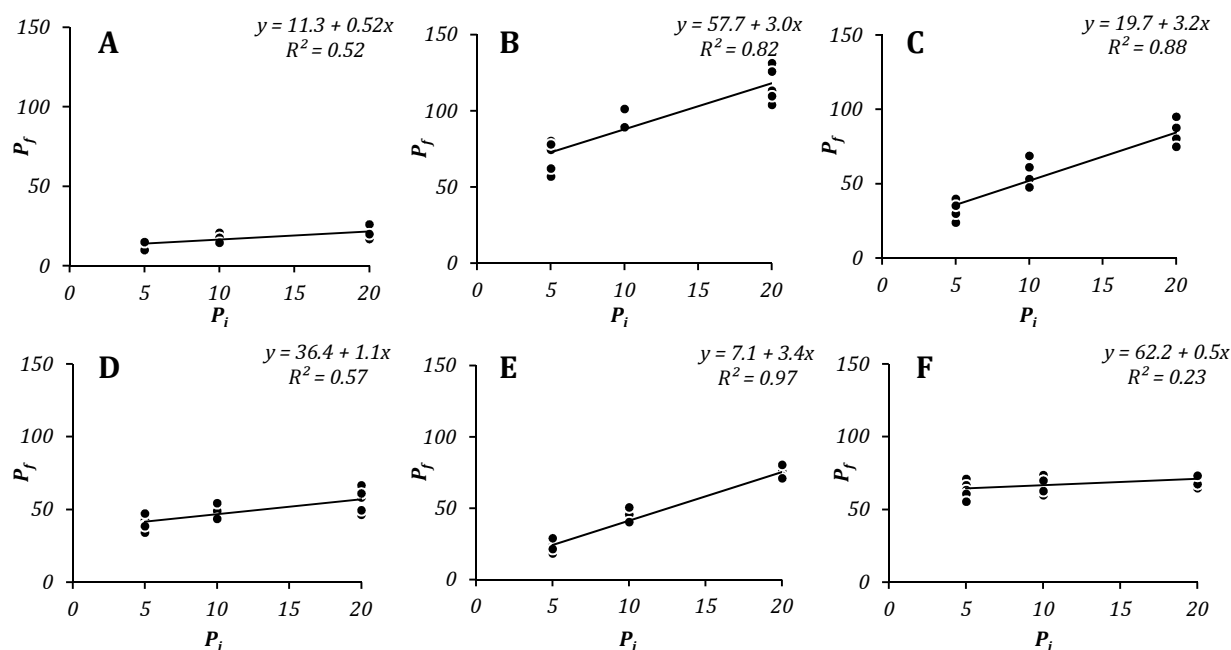 A
y = 11.3 + 0.52x
R² = 0.52
150
100
50
0
P_f
0 5 10 15 20
P_i
B
y = 57.7 + 3.0x
R² = 0.82
150
100
50
0
P_f
0 5 10 15 20
P_i
C
y = 19.7 + 3.2x
R² = 0.88
150
100
50
0
P_f
0 5 10 15 20
P_i
D
y = 36.4 + 1.1x
R² = 0.57
150
100
50
0
P_f
0 5 10 15 20
P_i
E
y = 7.1 + 3.4x
R² = 0.97
150
100
50
0
P_f
0 5 10 15 20
P_i
F
y = 62.2 + 0.5x
R² = 0.23
150
100
50
0
P_f
0 5 10 15 20
P_i